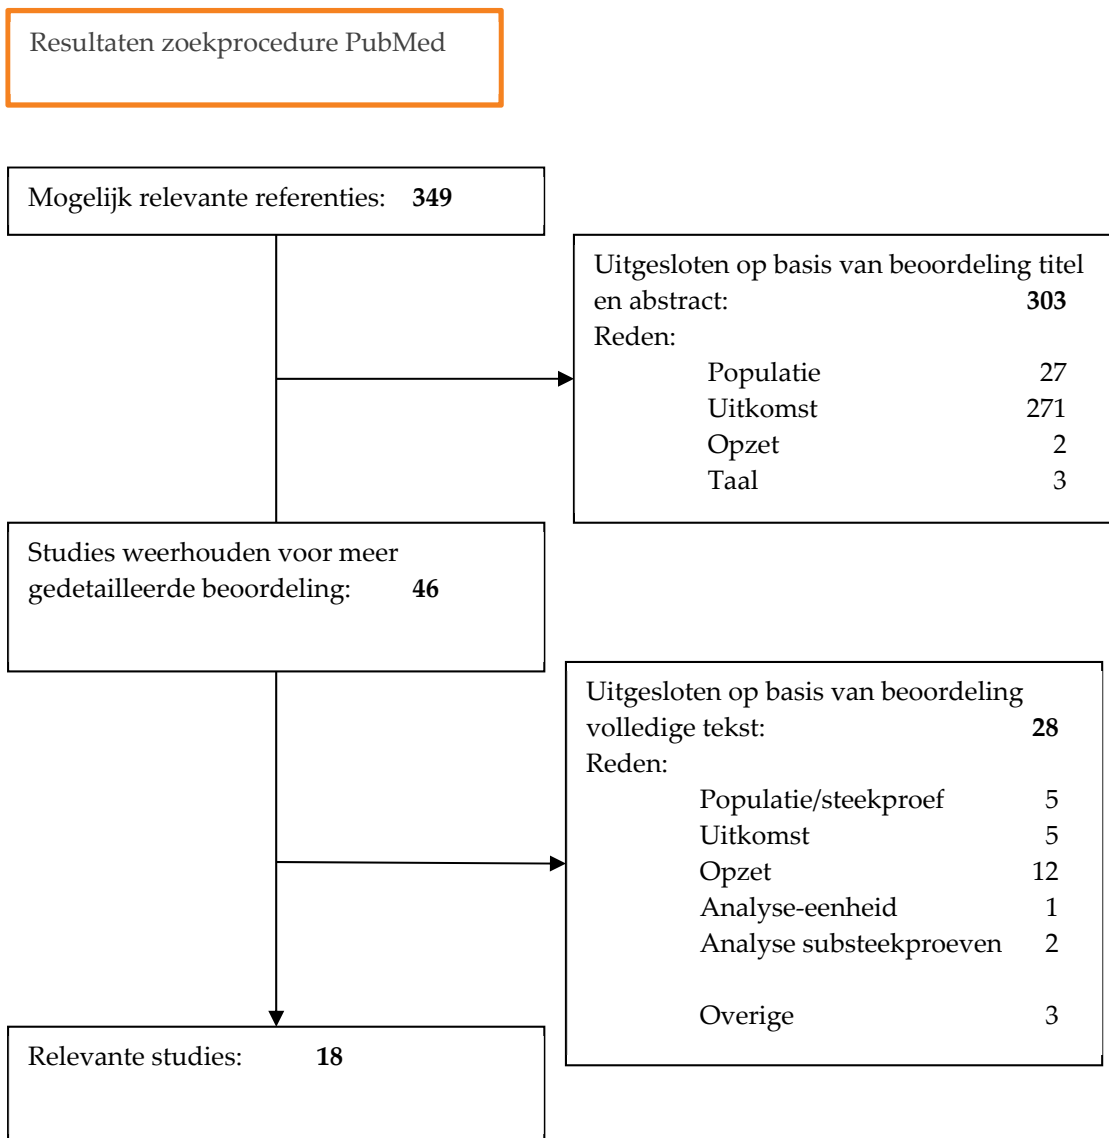 Resultaten zoekprocedure PubMed
Mogelijk relevante referenties: 349
Uitgesloten op basis van beoordeling titel
en abstract: 303
Reden:
Populatie 27
Uitkomst 271
Opzet 2
Taal 3
Studies weerhouden voor meer
gedetailleerde beoordeling: 46
Uitgesloten op basis van beoordeling
volledige tekst: 28
Reden:
Populatie/steekproef 5
Uitkomst 5
Opzet 12
Analyse-eenheid 1
Analyse substeekproeven 2
Overige 3
Relevante studies: 18